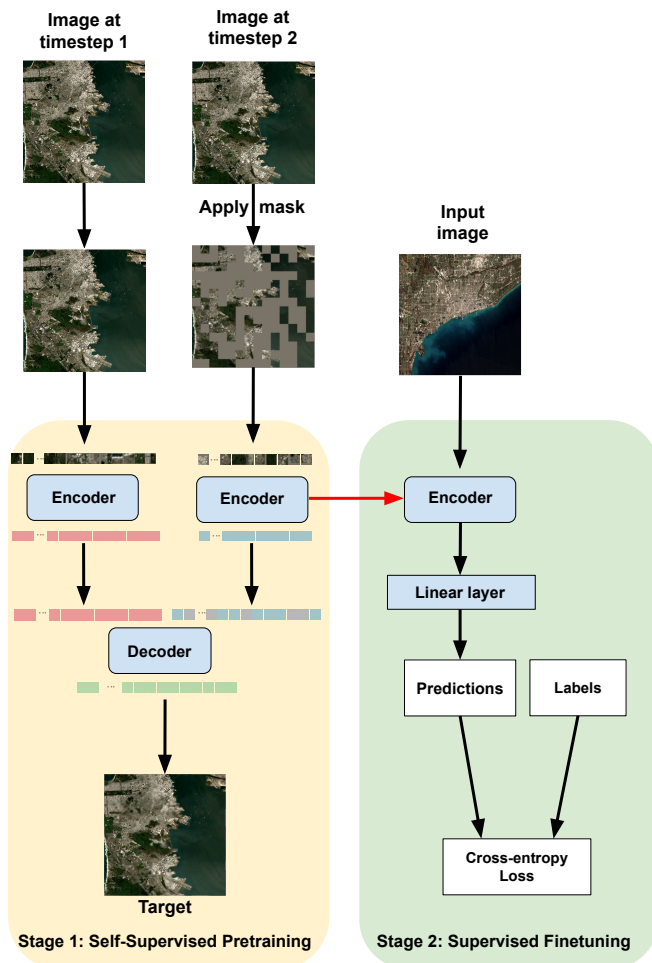 Image at
timestep 1
Image at
timestep 2
Apply mask
Input
image
Encoder
Encoder
Encoder
Linear layer
Decoder
Predictions
Labels
Cross-entropy
Loss
Target
Stage 1: Self-Supervised Pretraining
Stage 2: Supervised Finetuning